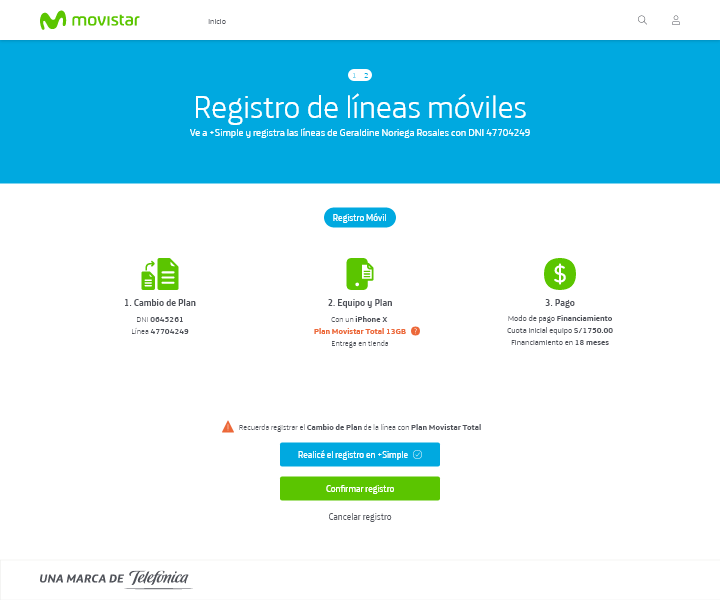 movistar
Inicio
1 2
Registro de líneas móviles
Ve a +Simple y registra las líneas de Geraldine Noriega Rosales con DNI 47704249
Registro Móvil
1. Cambio de Plan
DNI 0645261
Línea 47704249
2. Equipo y Plan
Con un iPhone X
Plan Movistar Total 13GB ?
Entrega en tienda
$
3. Pago
Modo de pago Financiamiento
Cuota inicial equipo S/1750.00
Financiamiento en 18 meses
Recuerda registrar el Cambio de Plan de la línea con Plan Movistar Total
Realicé el registro en +Simple
Confirmar registro
Cancelar registro
UNA MARCA DE Telefónica